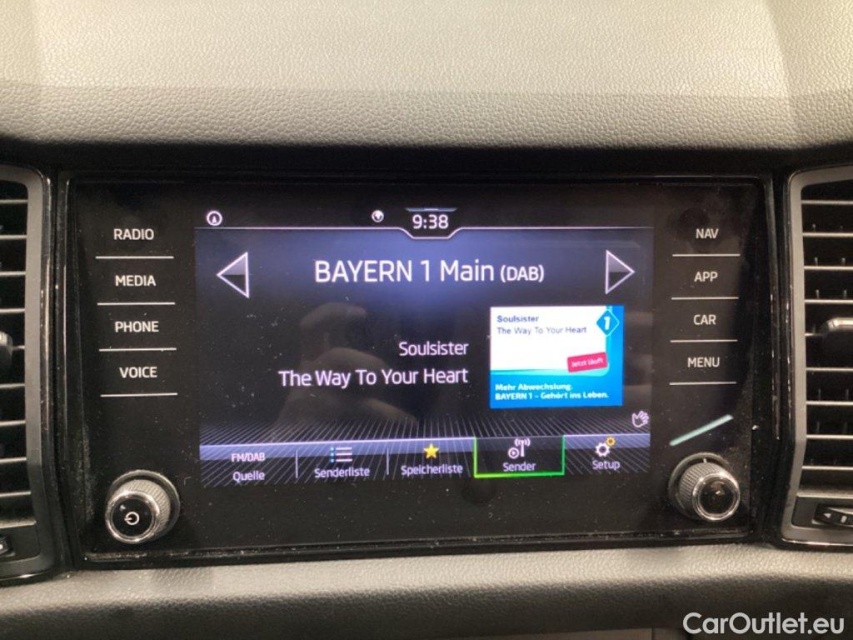 9:38
RADIO
MEDIA
PHONE
VOICE
BAYERN 1 Main (DAB)
Soulsister
The Way To Your Heart
Soulsister
The Way To Your Heart
1
Jetzt läuft
Mehr Abwechslung.
BAYERN 1 - Gehört ins Leben.
FM/DAB
Quelle
Senderliste
Speicherliste
Sender
Setup
NAV
APP
CAR
MENU
CarOutlet.eu